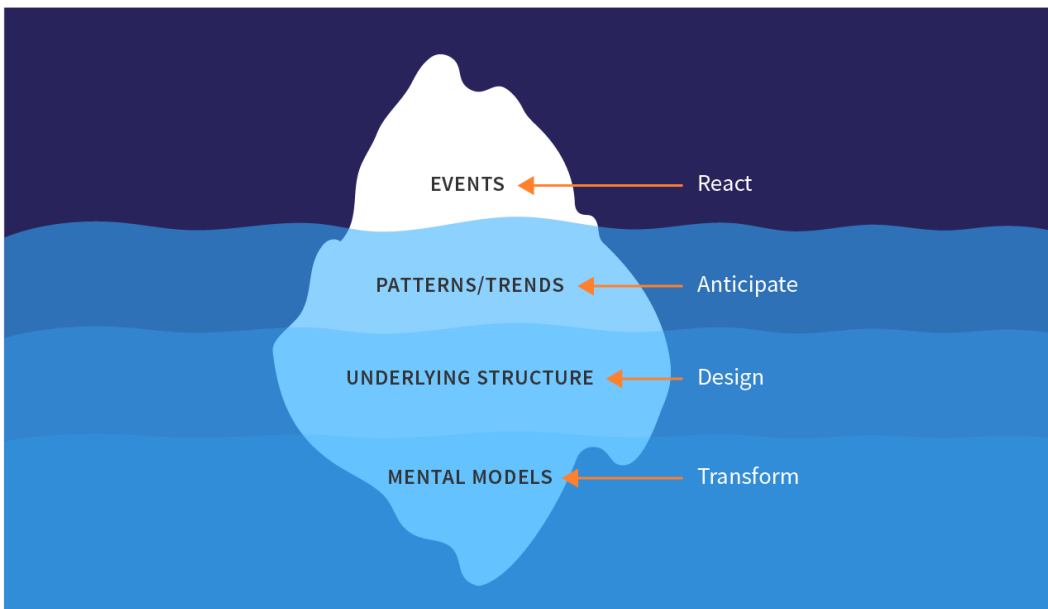 EVENTS React
PATTERNS/TRENDS Anticipate
UNDERLYING STRUCTURE Design
MENTAL MODELS Transform